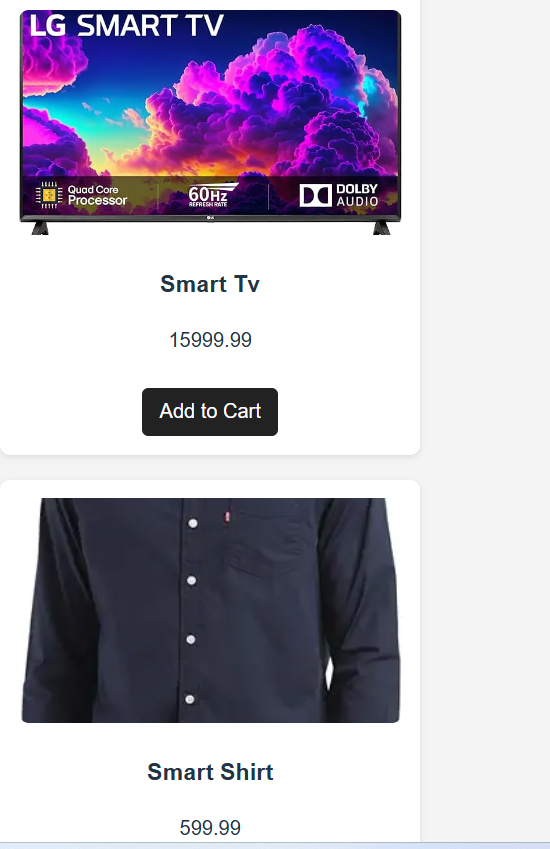 LG SMART TV
Quad Core
Processor
60Hz
REFRESH RATE
DOLBY
AUDIO
LG
Smart Tv
15999.99
Add to Cart
Smart Shirt
599.99